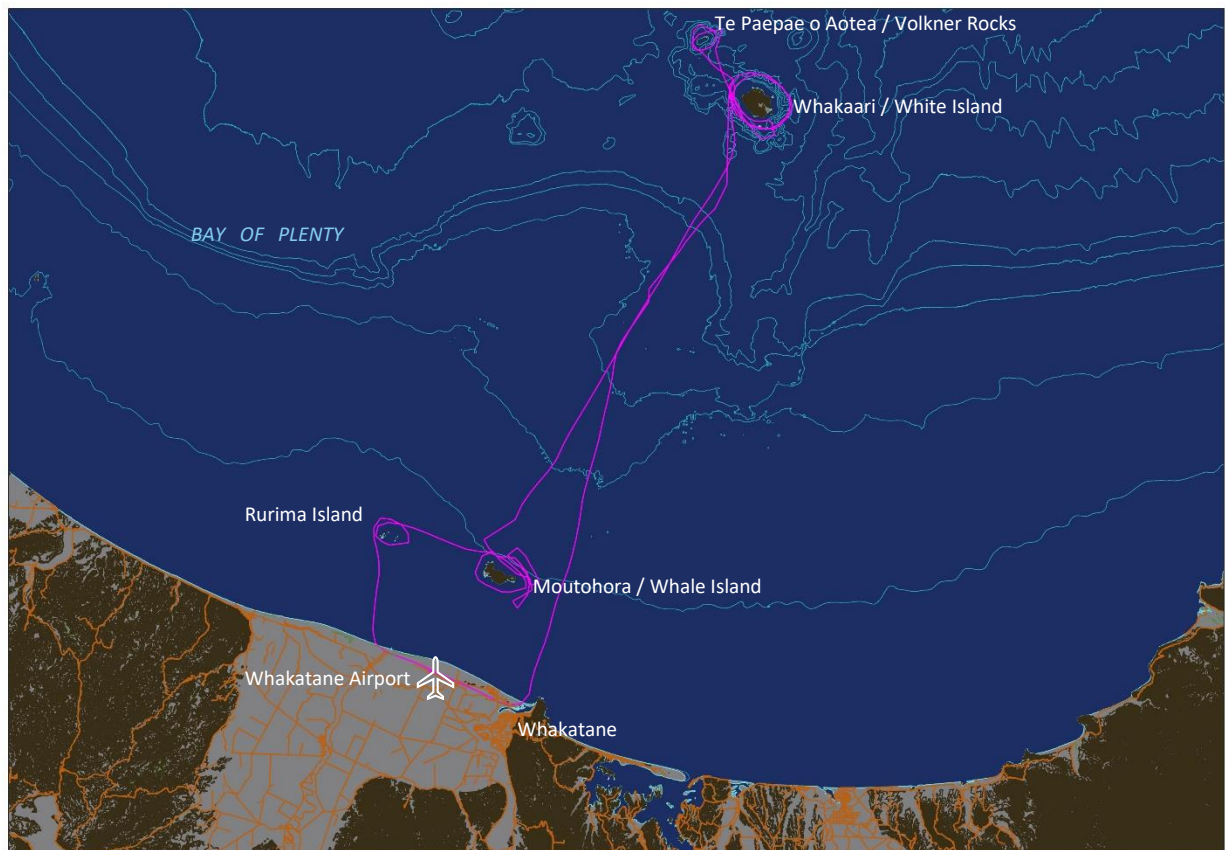 Te Paepae o Aotea / Volkner Rocks
Whakaari / White Island
BAY OF PLENTY
Rurima Island
Moutohora / Whale Island
Whakatane Airport
Whakatane